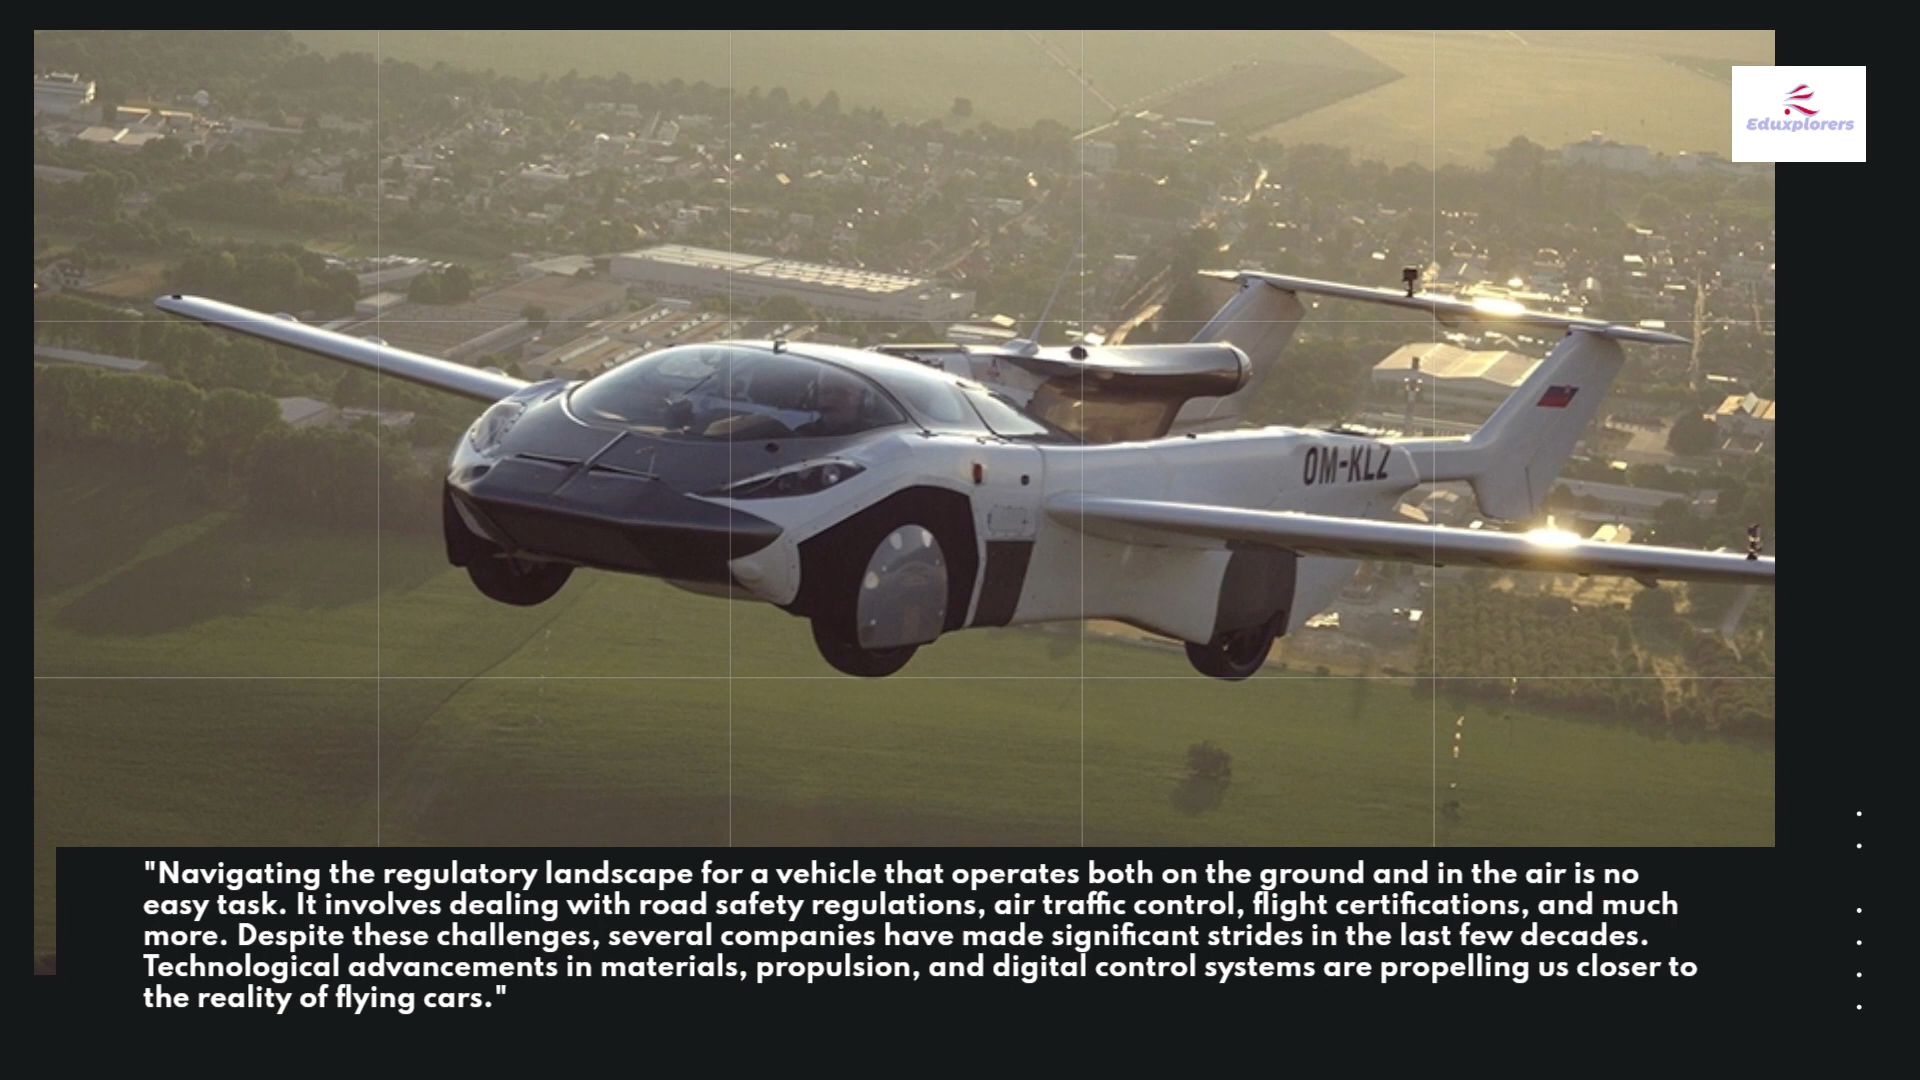 Eduxplorers
OM-KLZ
"Navigating the regulatory landscape for a vehicle that operates both on the ground and in the air is no
easy task. It involves dealing with road safety regulations, air traffic control, flight certifications, and much
more. Despite these challenges, several companies have made significant strides in the last few decades.
Technological advancements in materials, propulsion, and digital control systems are propelling us closer to
the reality of flying cars."